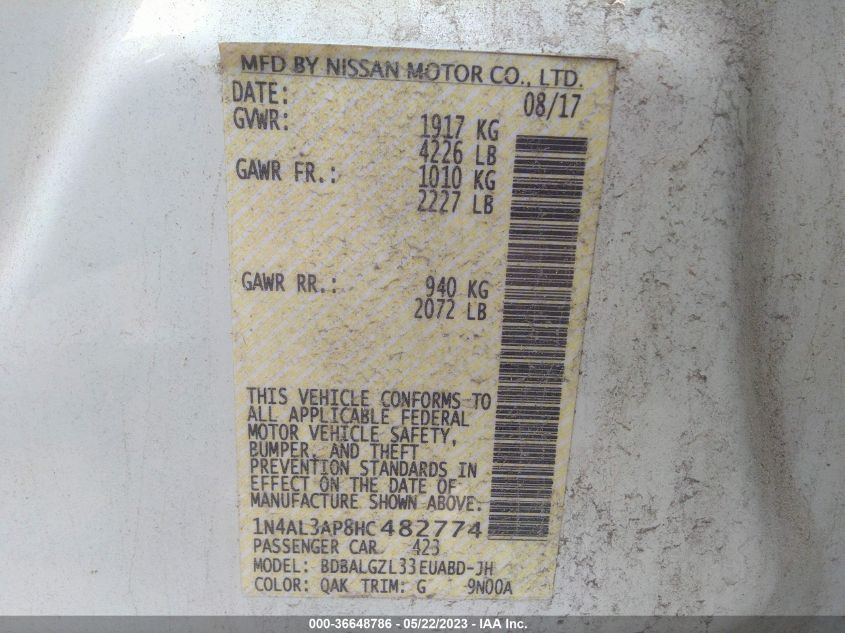 MFD BY NISSAN MOTOR CO., LTD.
DATE: 08/17
GVWR: 1917 KG
4226 LB
GAWR FR.: 1010 KG
2227 LB
GAWR RR.: 940 KG
2072 LB
THIS VEHICLE CONFORMS TO
ALL APPLICABLE FEDERAL
MOTOR VEHICLE SAFETY,
BUMPER, AND THEFT
PREVENTION STANDARDS IN
EFFECT ON THE DATE OF
MANUFACTURE SHOWN ABOVE.
1N4AL3AP8HC482774
PASSENGER CAR 423
MODEL: BDBALGZL33EUABD-JH
COLOR: QAK TRIM: G 9N00A
000-36648786 - 05/22/2023 - IAA Inc.